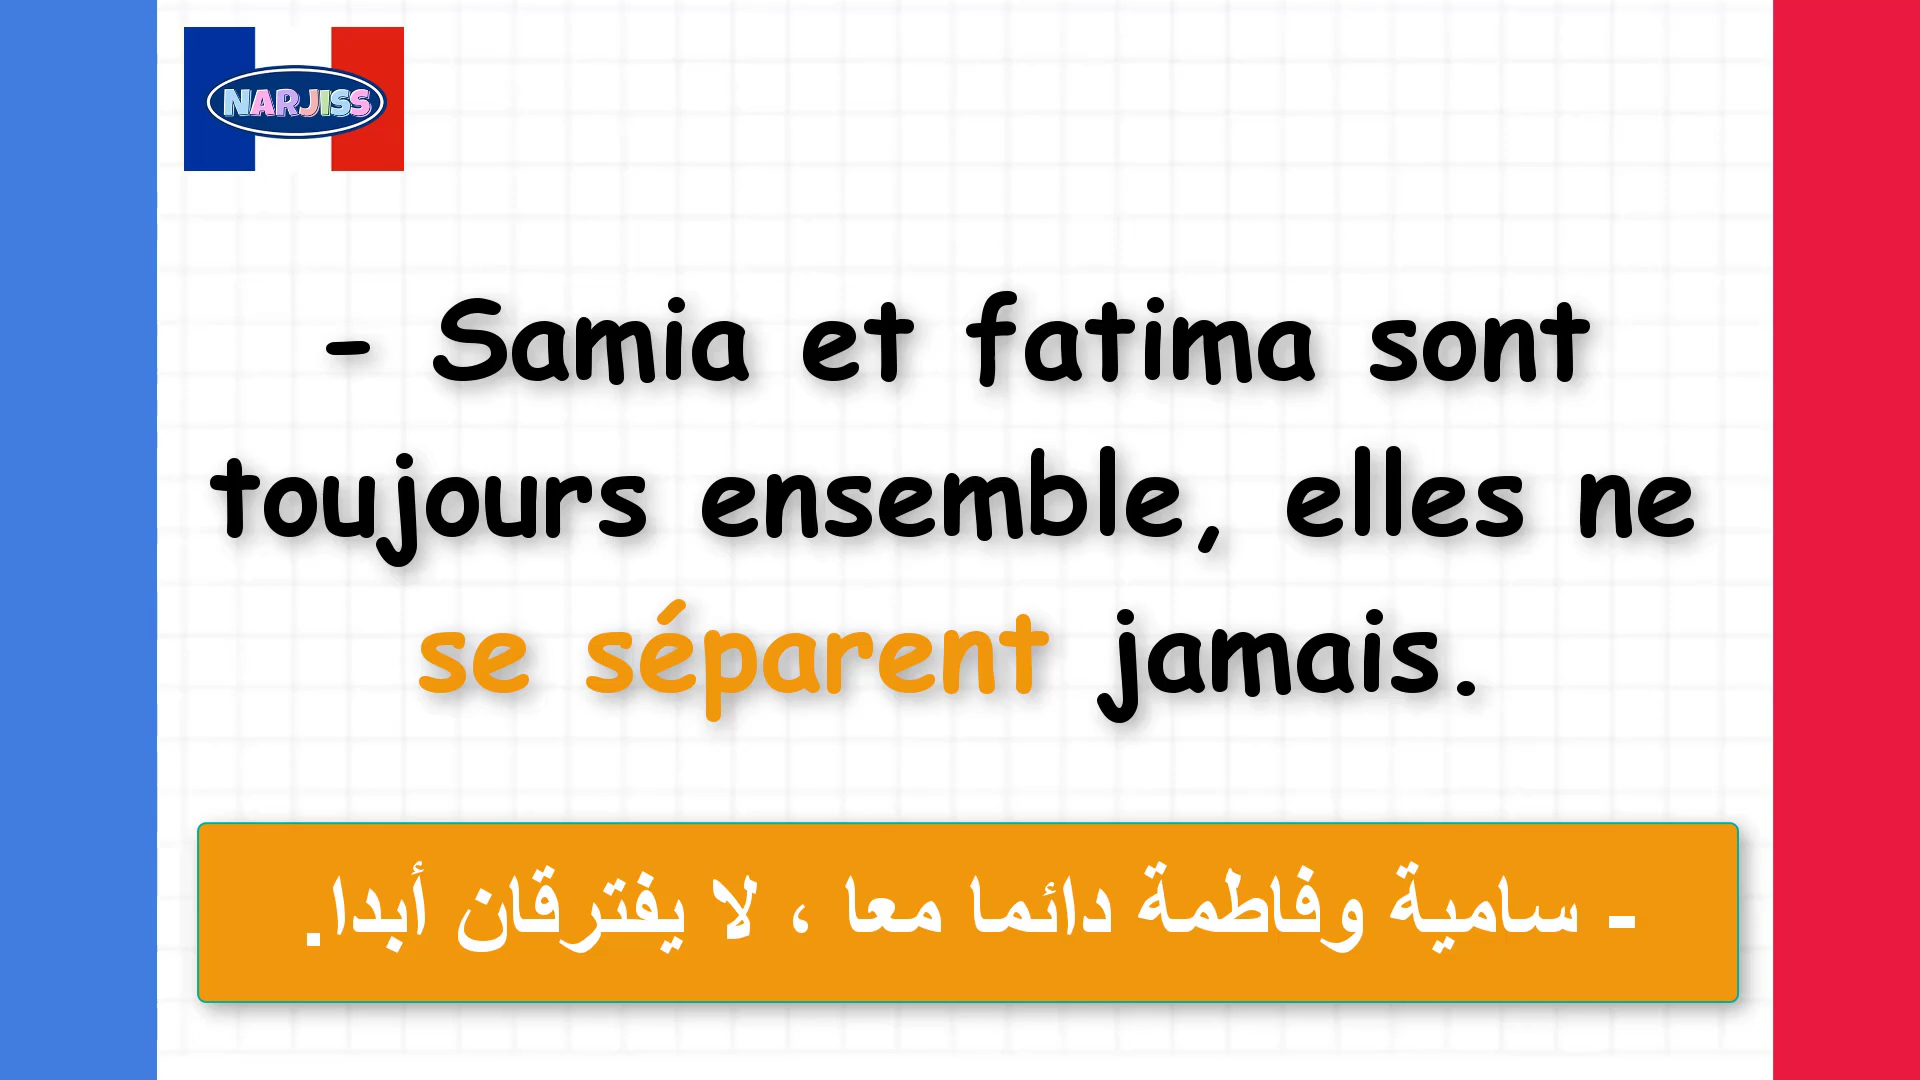 NARJISS
- Samia et fatima sont
toujours ensemble, elles ne
se séparent jamais.
- سامية وفاطمة دائما معا ، لا يفترقان أبدا.